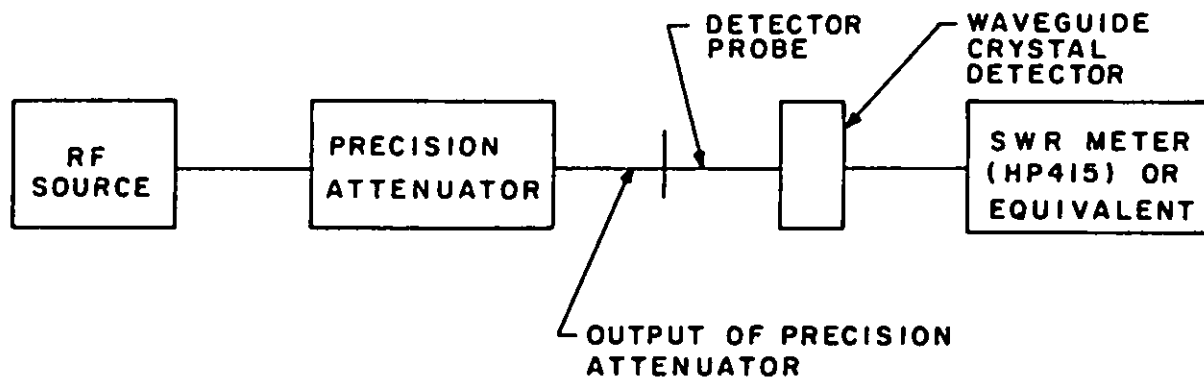 DETECTOR
PROBE
WAVEGUIDE
CRYSTAL
DETECTOR
RF
SOURCE
PRECISION
ATTENUATOR
SWR METER
(HP415) OR
EQUIVALENT
OUTPUT OF PRECISION
ATTENUATOR